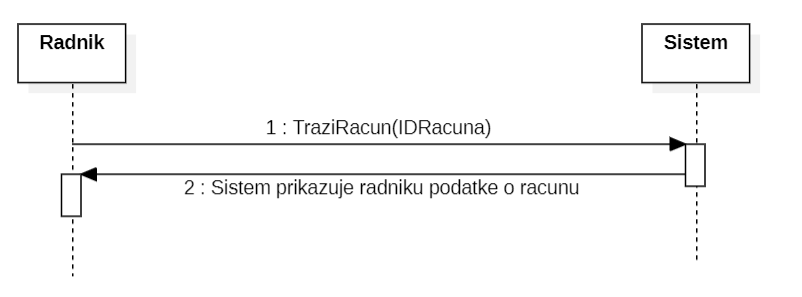 Radnik
Sistem
1 : TraziRacun(IDRacuna)
2 : Sistem prikazuje radniku podatke o racunu